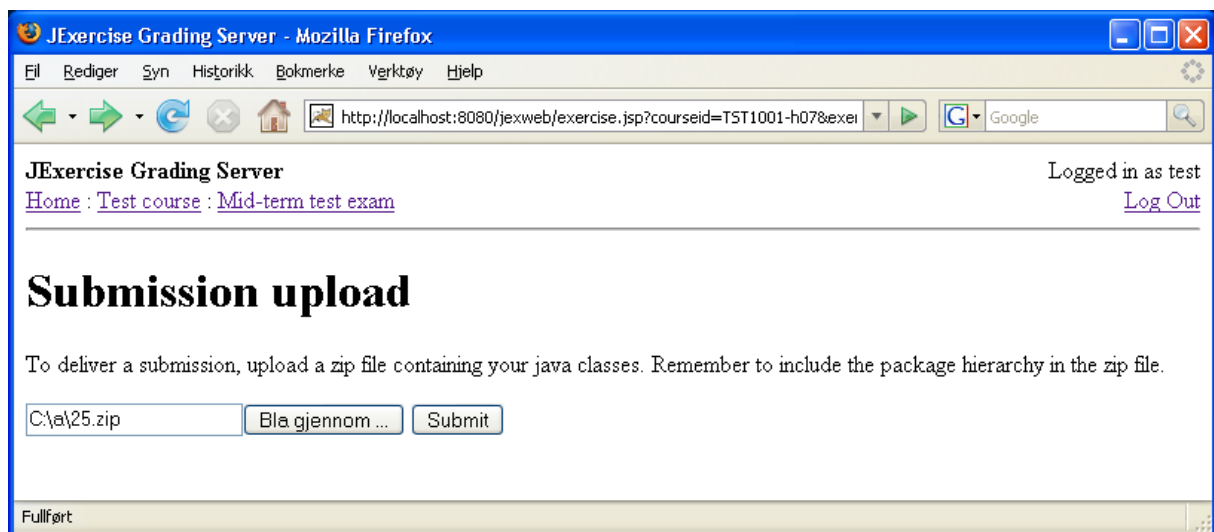 JExercise Grading Server - Mozilla Firefox
Fil Rediger Syn Historikk Bokmerke Verktøy Hjelp
http://localhost:8080/jexweb/exercise.jsp?courseid=TST1001-h07&exer G Google
JExercise Grading Server Logged in as test
Home : Test course : Mid-term test exam Log Out
Submission upload
To deliver a submission, upload a zip file containing your java classes. Remember to include the package hierarchy in the zip file.
C:\a\25.zip Bla gjennom ... Submit
Fullført